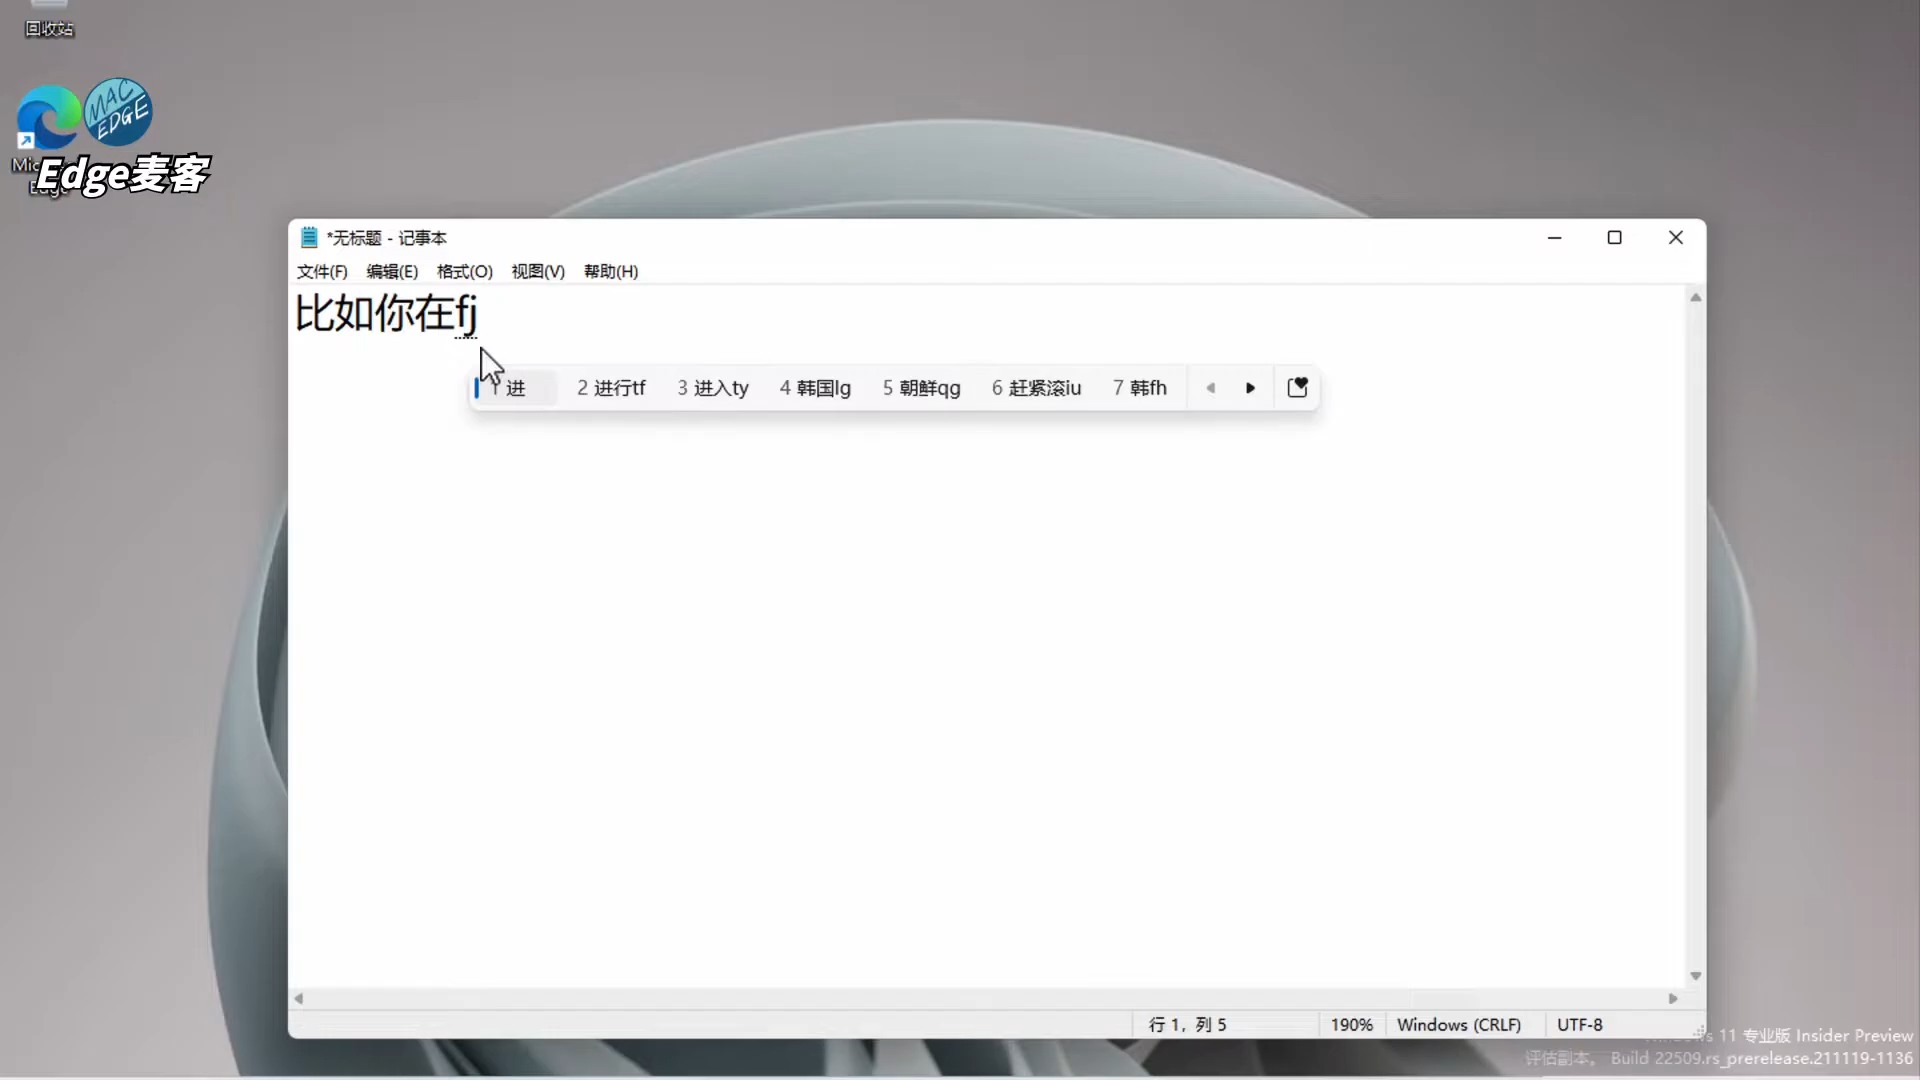 回收站
MAC
EDGE
Edge麦客
*无标题 - 记事本
文件(F) 编辑(E) 格式(O) 视图(V) 帮助(H)
比如你在fj
1 进 2 进行tf 3 进入ty 4 韩国lg 5 朝鲜qg 6 赶紧滚iu 7 韩fh
行 1，列 5 190% Windows (CRLF) UTF-8
11 专业版 Insider Preview
评估副本。 Build 22509.rs_prerelease.211119-1136